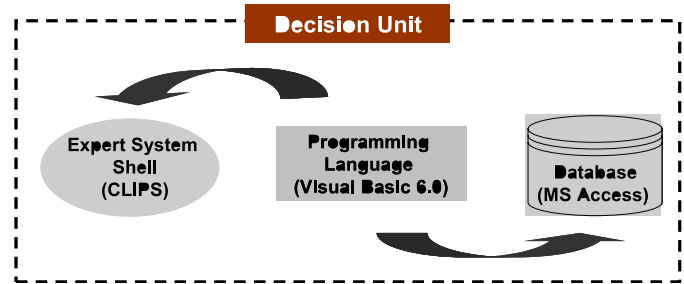 Decision Unit
Expert System
Shell
(CLIPS)
Programming
Language
(Visual Basic 6.0)
Database
(MS Access)